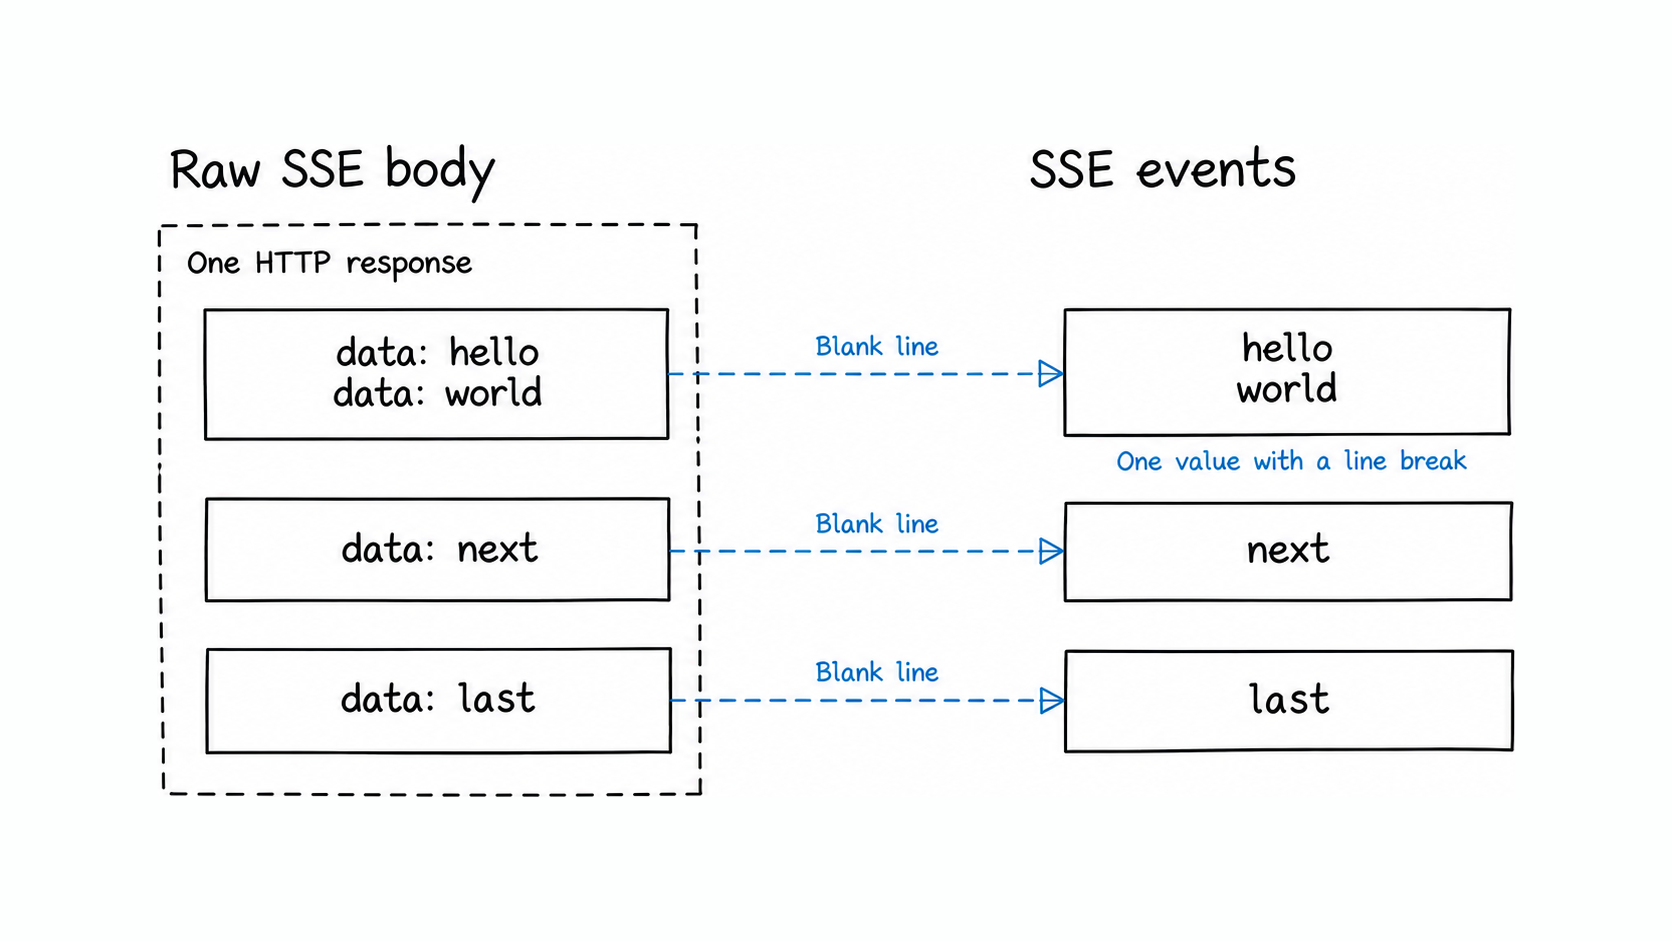 Raw SSE body
SSE events
One HTTP response
data: hello
data: world
Blank line
hello
world
One value with a line break
data: next
Blank line
next
data: last
Blank line
last